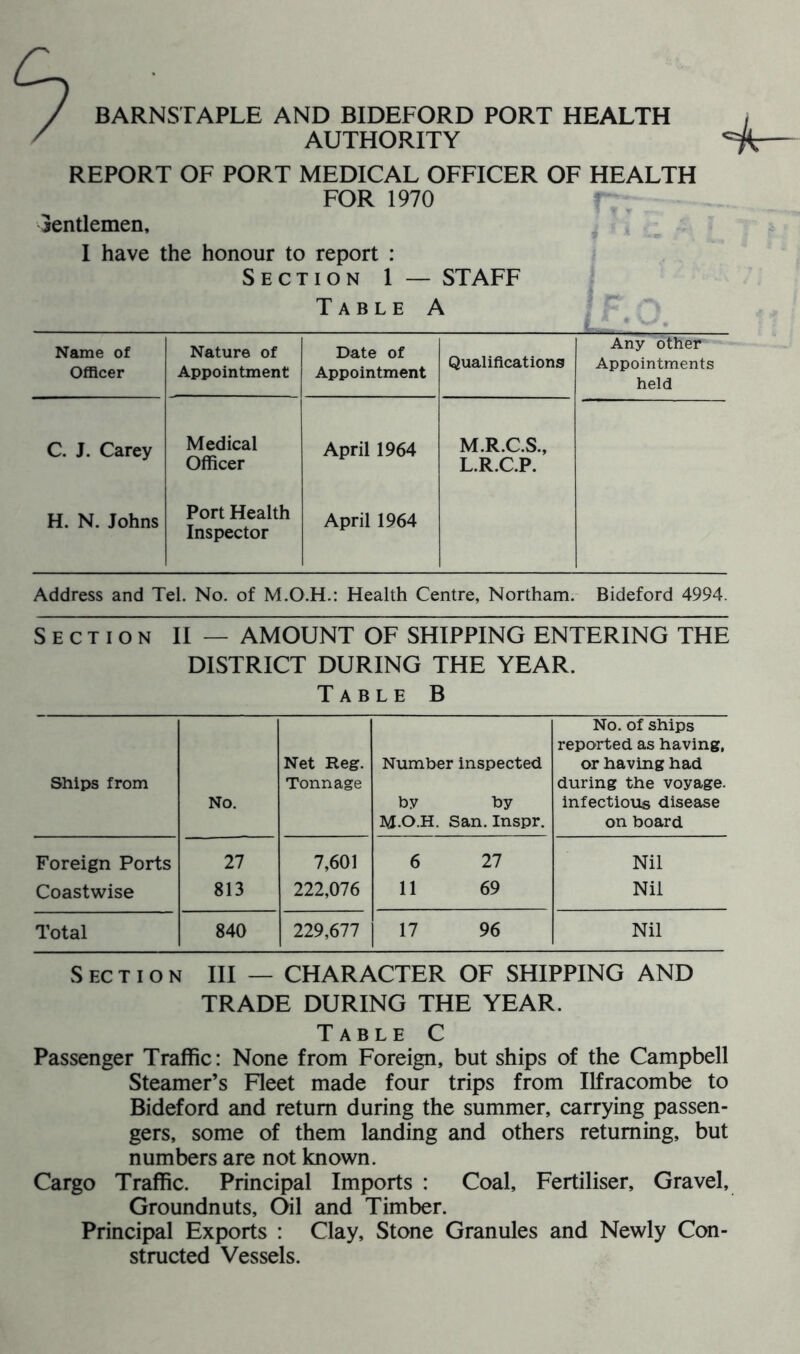 BARNSTAPLE AND BIDEFORD PORT HEALTH
AUTHORITY
REPORT OF PORT MEDICAL OFFICER OF HEALTH
FOR 1970
Gentlemen,
I have the honour to report :
SECTION 1 — STAFF
TABLE A
Name of Officer | Nature of Appointment | Date of Appointment | Qualifications | Any other Appointments held
C. J. Carey | Medical Officer | April 1964 | M.R.C.S., L.R.C.P.
H. N. Johns | Port Health Inspector | April 1964
Address and Tel. No. of M.O.H.: Health Centre, Northam. Bideford 4994.
SECTION II — AMOUNT OF SHIPPING ENTERING THE
DISTRICT DURING THE YEAR.
TABLE B
Ships from | No. | Net Reg. Tonnage | Number inspected by M.O.H. by San. Inspr. | No. of ships reported as having, or having had during the voyage. infectious disease on board
Foreign Ports | 27 | 7,601 | 6 | 27 | Nil
Coastwise | 813 | 222,076 | 11 | 69 | Nil
Total | 840 | 229,677 | 17 | 96 | Nil
SECTION III — CHARACTER OF SHIPPING AND
TRADE DURING THE YEAR.
TABLE C
Passenger Traffic: None from Foreign, but ships of the Campbell
Steamer's Fleet made four trips from Ilfracombe to
Bideford and return during the summer, carrying passen-
gers, some of them landing and others returning, but
numbers are not known.
Cargo Traffic. Principal Imports : Coal, Fertiliser, Gravel,
Groundnuts, Oil and Timber.
Principal Exports : Clay, Stone Granules and Newly Con-
structed Vessels.